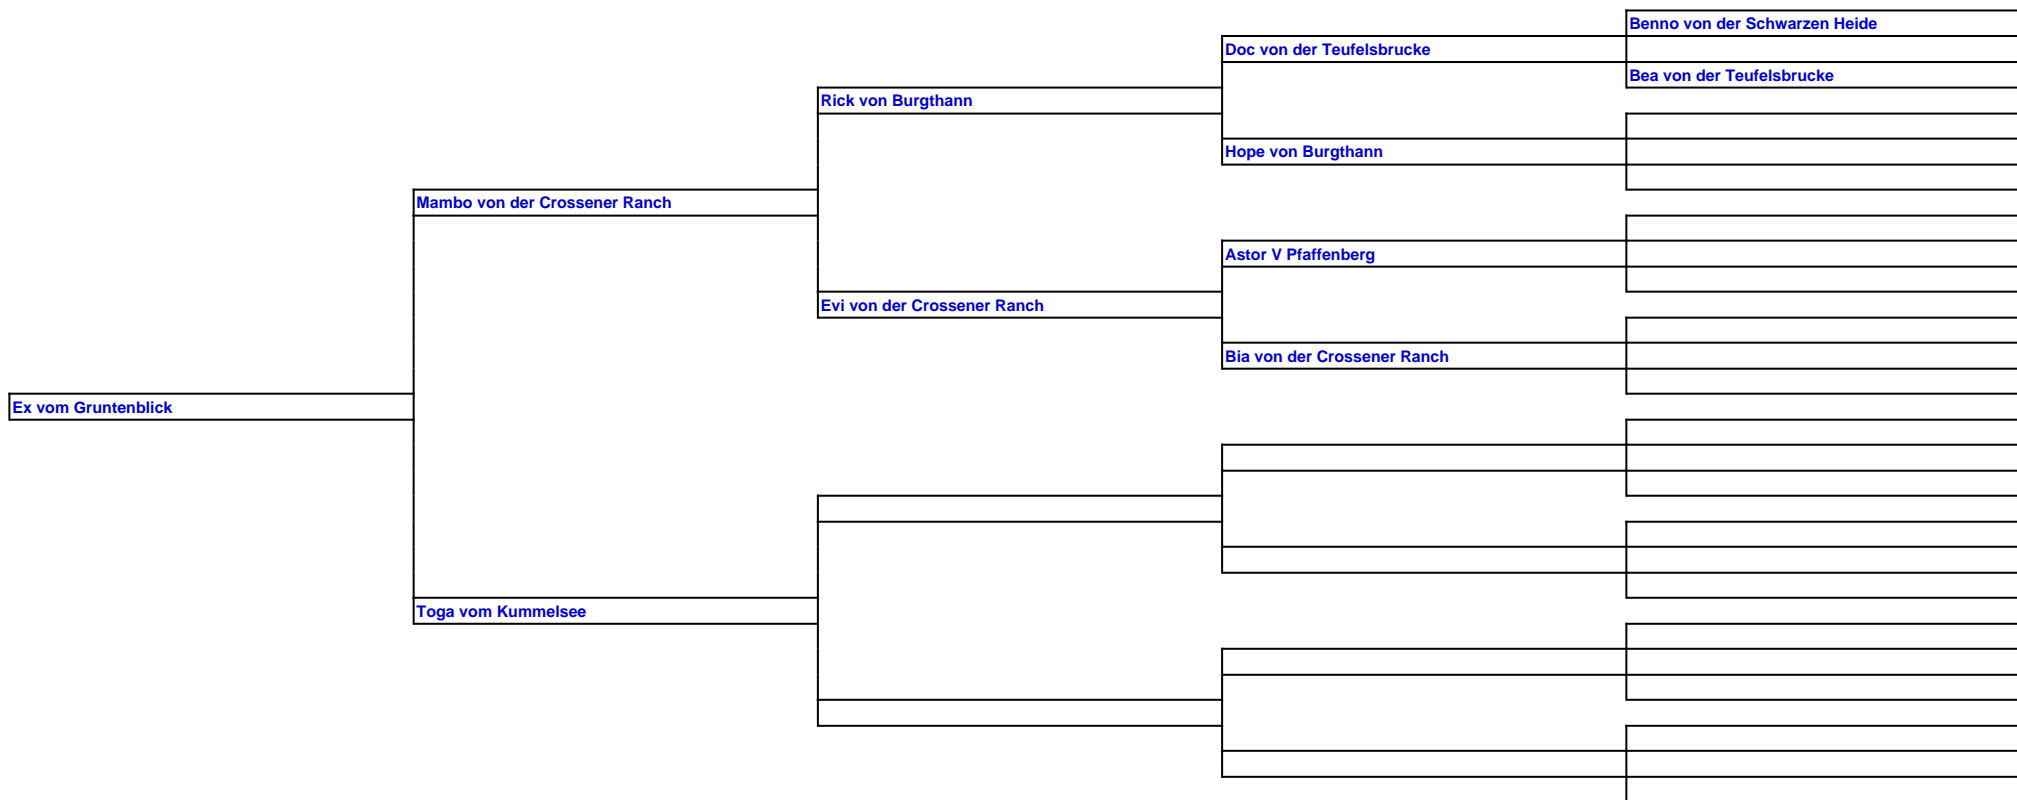 Benno von der Schwarzen Heide
Doc von der Teufelsbrucke
Bea von der Teufelsbrucke
Rick von Burgthann
Hope von Burgthann
Mambo von der Crossener Ranch
Astor V Pfaffenberg
Evi von der Crossener Ranch
Bia von der Crossener Ranch
Ex vom Gruntenblick
Toga vom Kummelsee